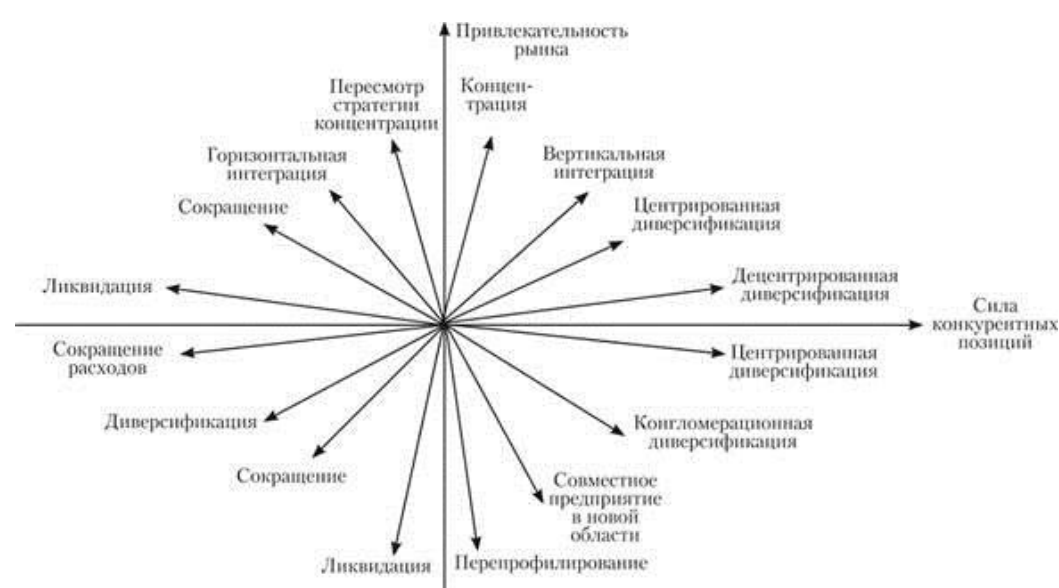 Привлекательность
рынка
Пересмотр
стратегии
концентрации
Концен-
трация
Горизонтальная
интеграция
Вертикальная
интеграция
Сокращение
Центрированная
диверсификация
Ликвидация
Децентрированная
диверсификация
Сила
конкурентных
позиций
Сокращение
расходов
Центрированная
диверсификация
Диверсификация
Конгломерационная
диверсификация
Сокращение
Совместное
предприятие
в новой
области
Ликвидация
Перепрофилирование